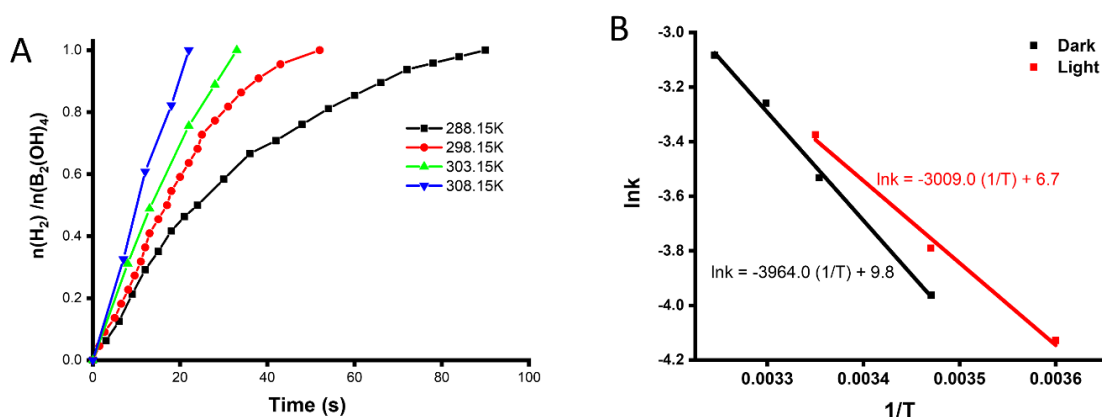 A
n(H₂) /n(B₂(OH)₄)
1.0
0.8
0.6
0.4
0.2
0.0
0
20
40
60
80
100
Time (s)
288.15K
298.15K
303.15K
308.15K
B
lnk
-3.0
-3.2
-3.4
-3.6
-3.8
-4.0
-4.2
Dark
Light
lnk = -3009.0 (1/T) + 6.7
lnk = -3964.0 (1/T) + 9.8
0.0033
0.0034
0.0035
0.0036
1/T